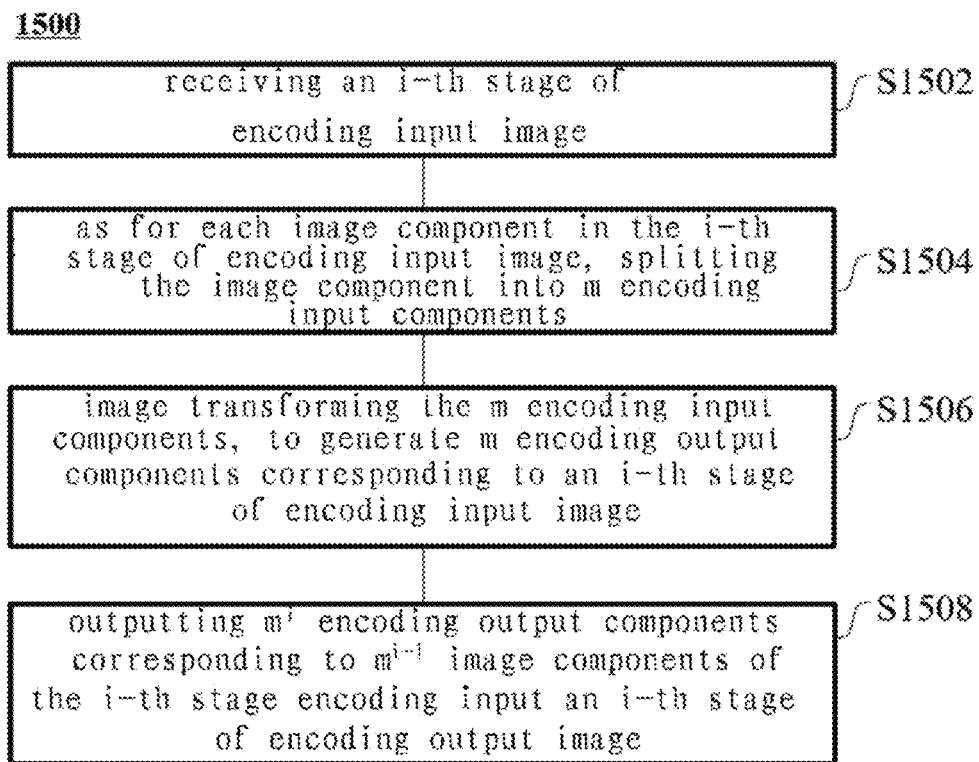 1500
receiving an i-th stage of
encoding input image
S1502
as for each image component in the i-th
stage of encoding input image, splitting
the image component into m encoding
input components
S1504
image transforming the m encoding input
components, to generate m encoding output
components corresponding to an i-th stage
of encoding input image
S1506
outputting mⁱ encoding output components
corresponding to mⁱ⁻¹ image components of
the i-th stage encoding input an i-th stage
of encoding output image
S1508